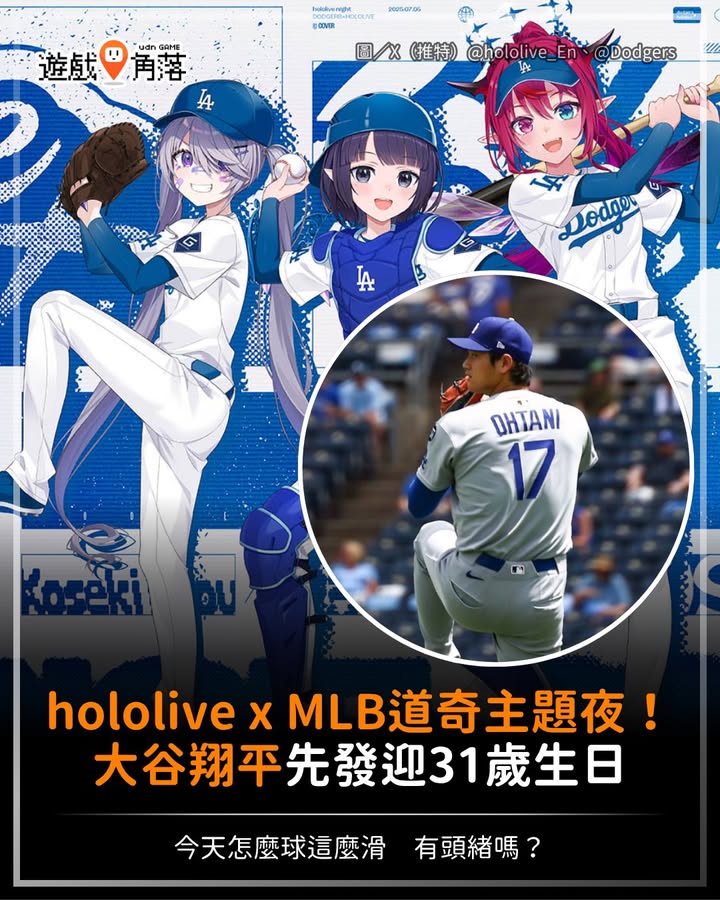 hololive night
DODGERS×HOLOLIVE
© COVER
2025.07.05
udn GAME
遊戲角落
圖／X（推特）@hololive_En、@Dodgers
LA
LA
LA
Dodgers
OHTANI
17
Koseki
hololive x MLB道奇主題夜！
大谷翔平先發迎31歲生日
今天怎麼球這麼滑　有頭緒嗎？